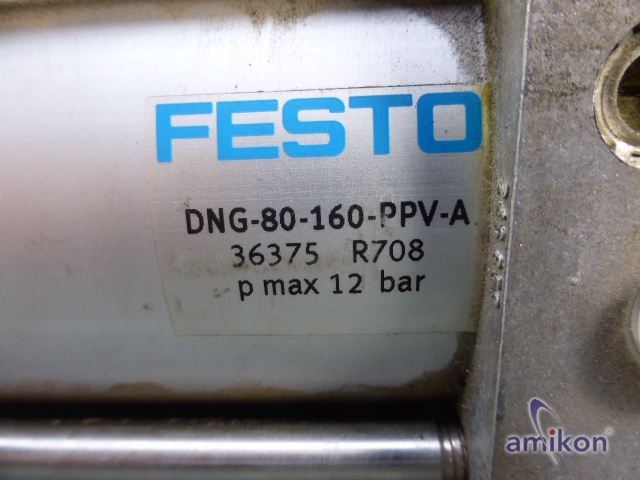 FESTO
DNG-80-160-PPV-A
36375 R708
p max 12 bar
amikon